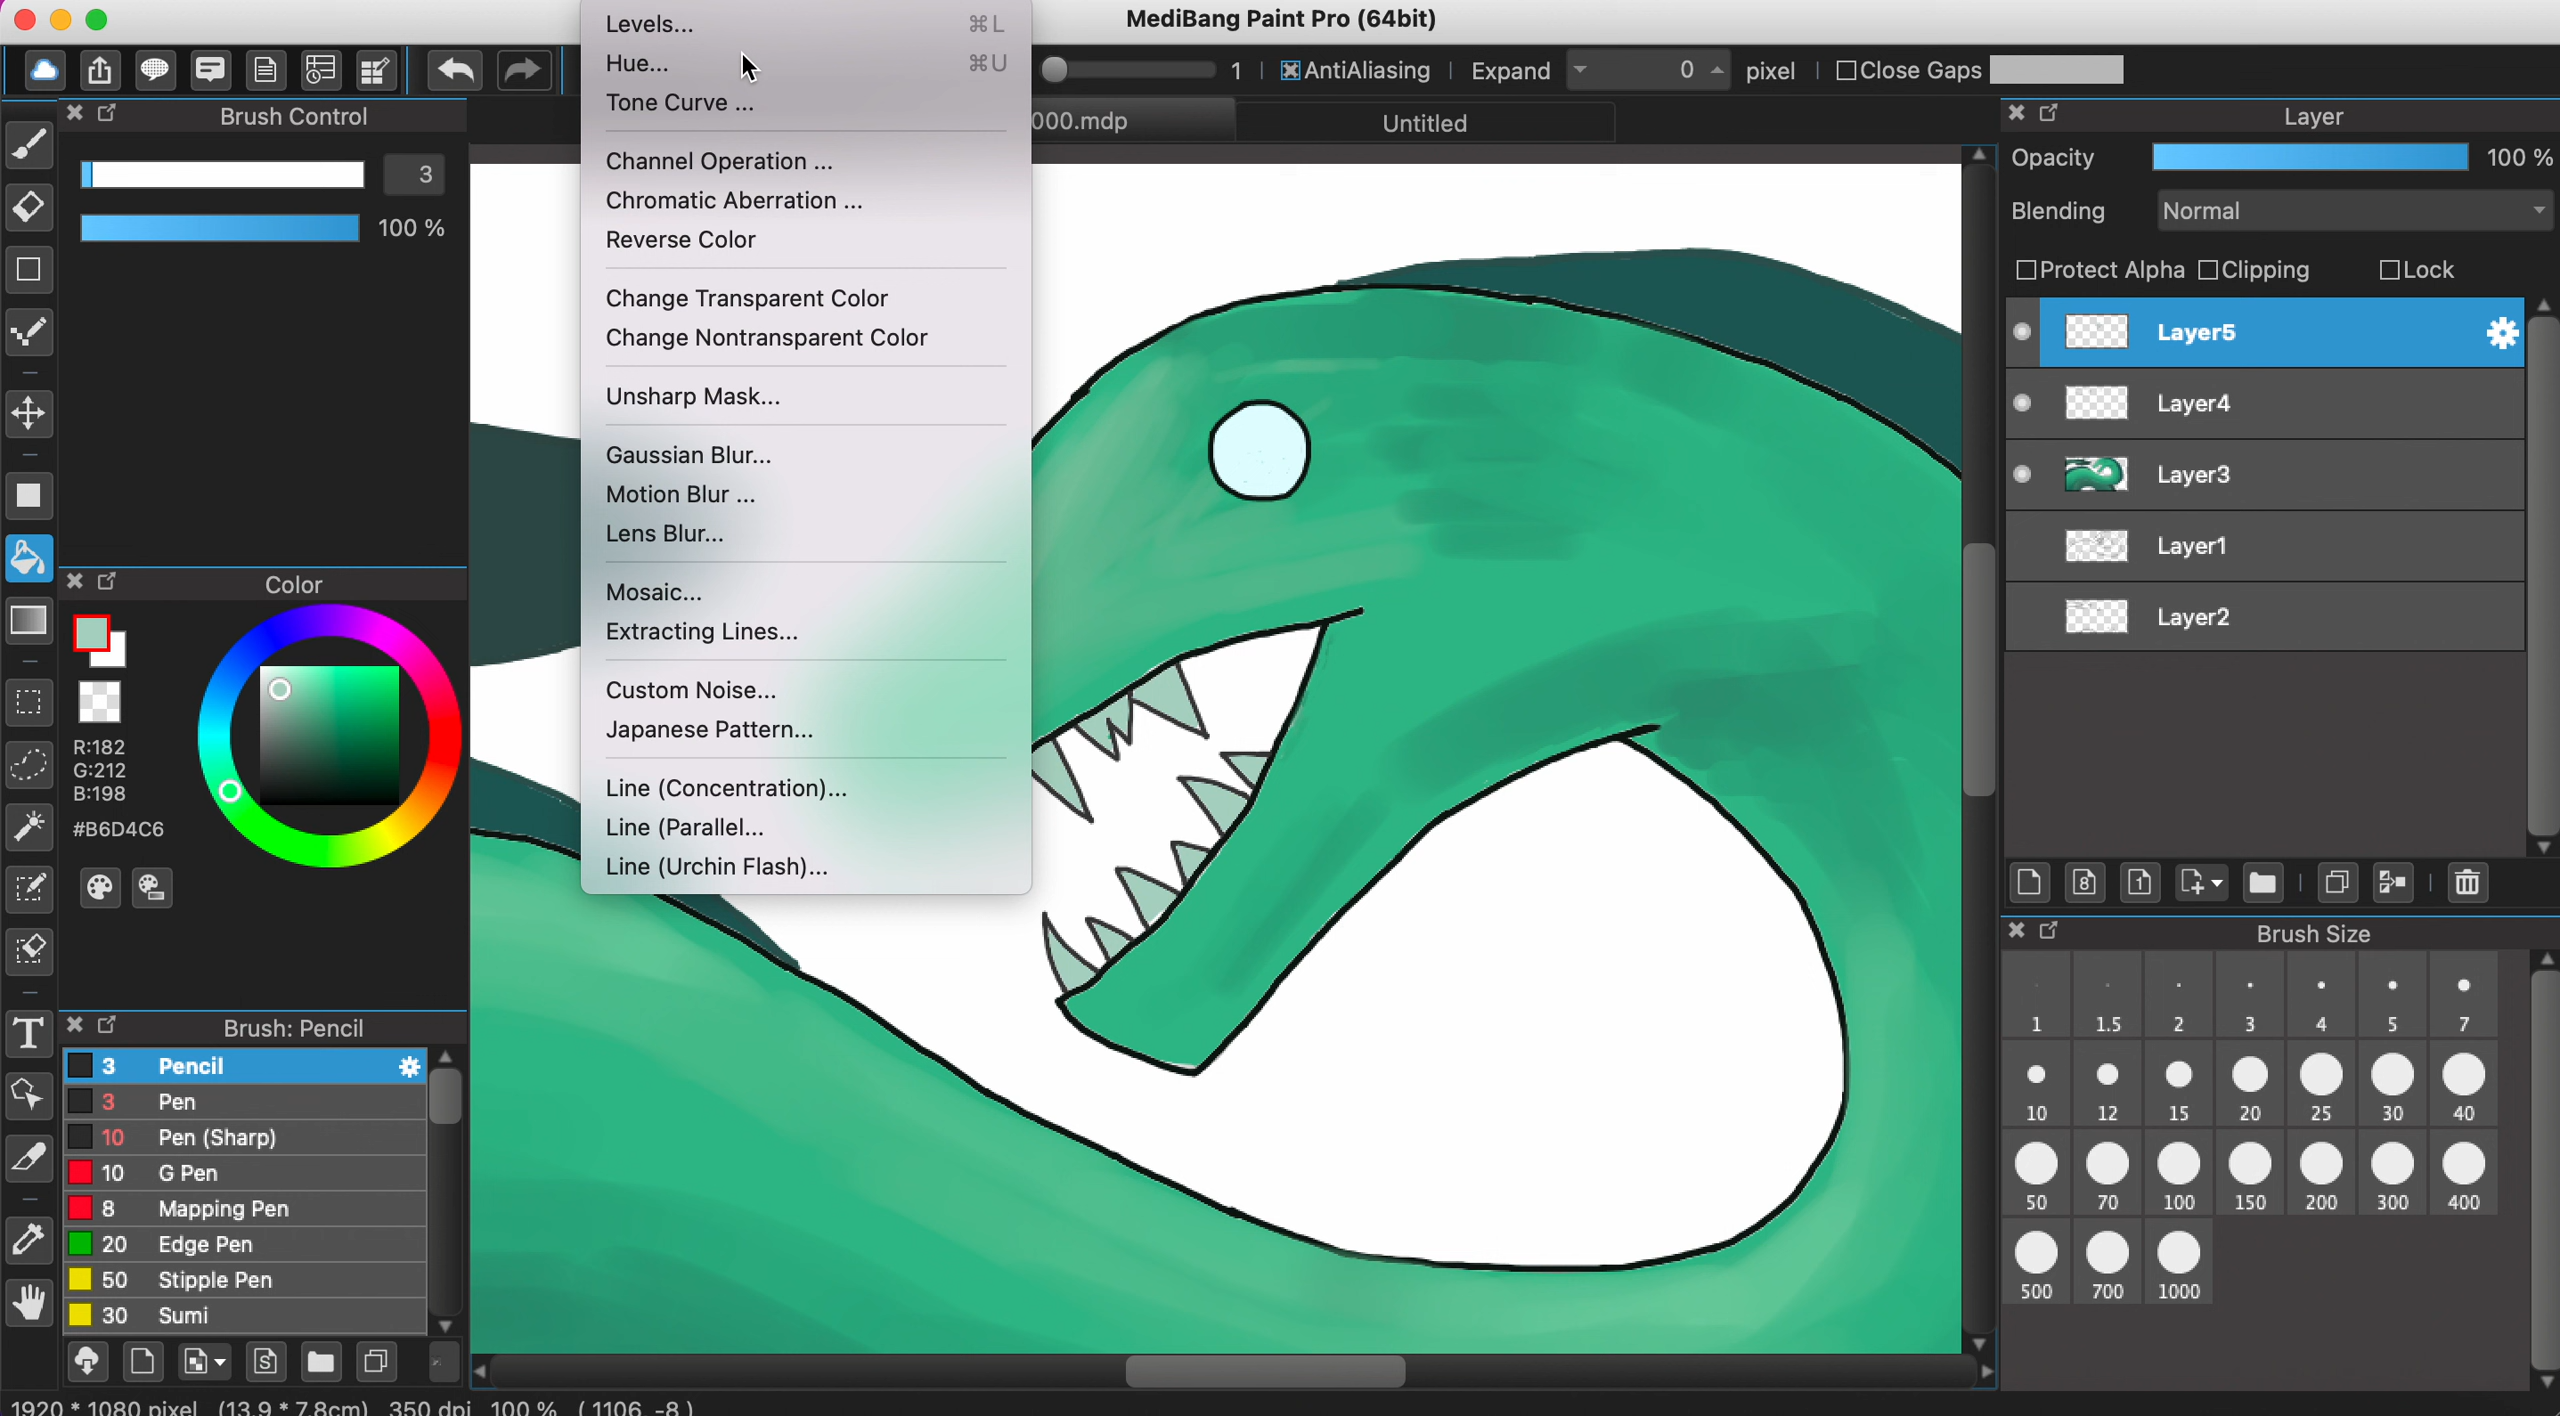 MediBang Paint Pro (64bit)
Levels... ⌘L
Hue... ⌘U
Tone Curve ...
Channel Operation ...
Chromatic Aberration ...
Reverse Color
Change Transparent Color
Change Nontransparent Color
Unsharp Mask...
Gaussian Blur...
Motion Blur ...
Lens Blur...
Mosaic...
Extracting Lines...
Custom Noise...
Japanese Pattern...
Line (Concentration)...
Line (Parallel...
Line (Urchin Flash)...
1 AntiAliasing Expand 0 pixel Close Gaps
000.mdp Untitled
Brush Control
3
100 %
Color
R:182
G:212
B:198
#B6D4C6
Brush: Pencil
3 Pencil
3 Pen
10 Pen (Sharp)
10 G Pen
8 Mapping Pen
20 Edge Pen
50 Stipple Pen
30 Sumi
T
8
1
S
Layer
Opacity 100 %
Blending Normal
Protect Alpha Clipping Lock
Layer5
Layer4
Layer3
Layer1
Layer2
Brush Size
1 1.5 2 3 4 5 7
10 12 15 20 25 30 40
50 70 100 150 200 300 400
500 700 1000
1920 * 1080 pixel (13.9 * 7.8cm) 350 dpi 100 % ( 1106, -8 )